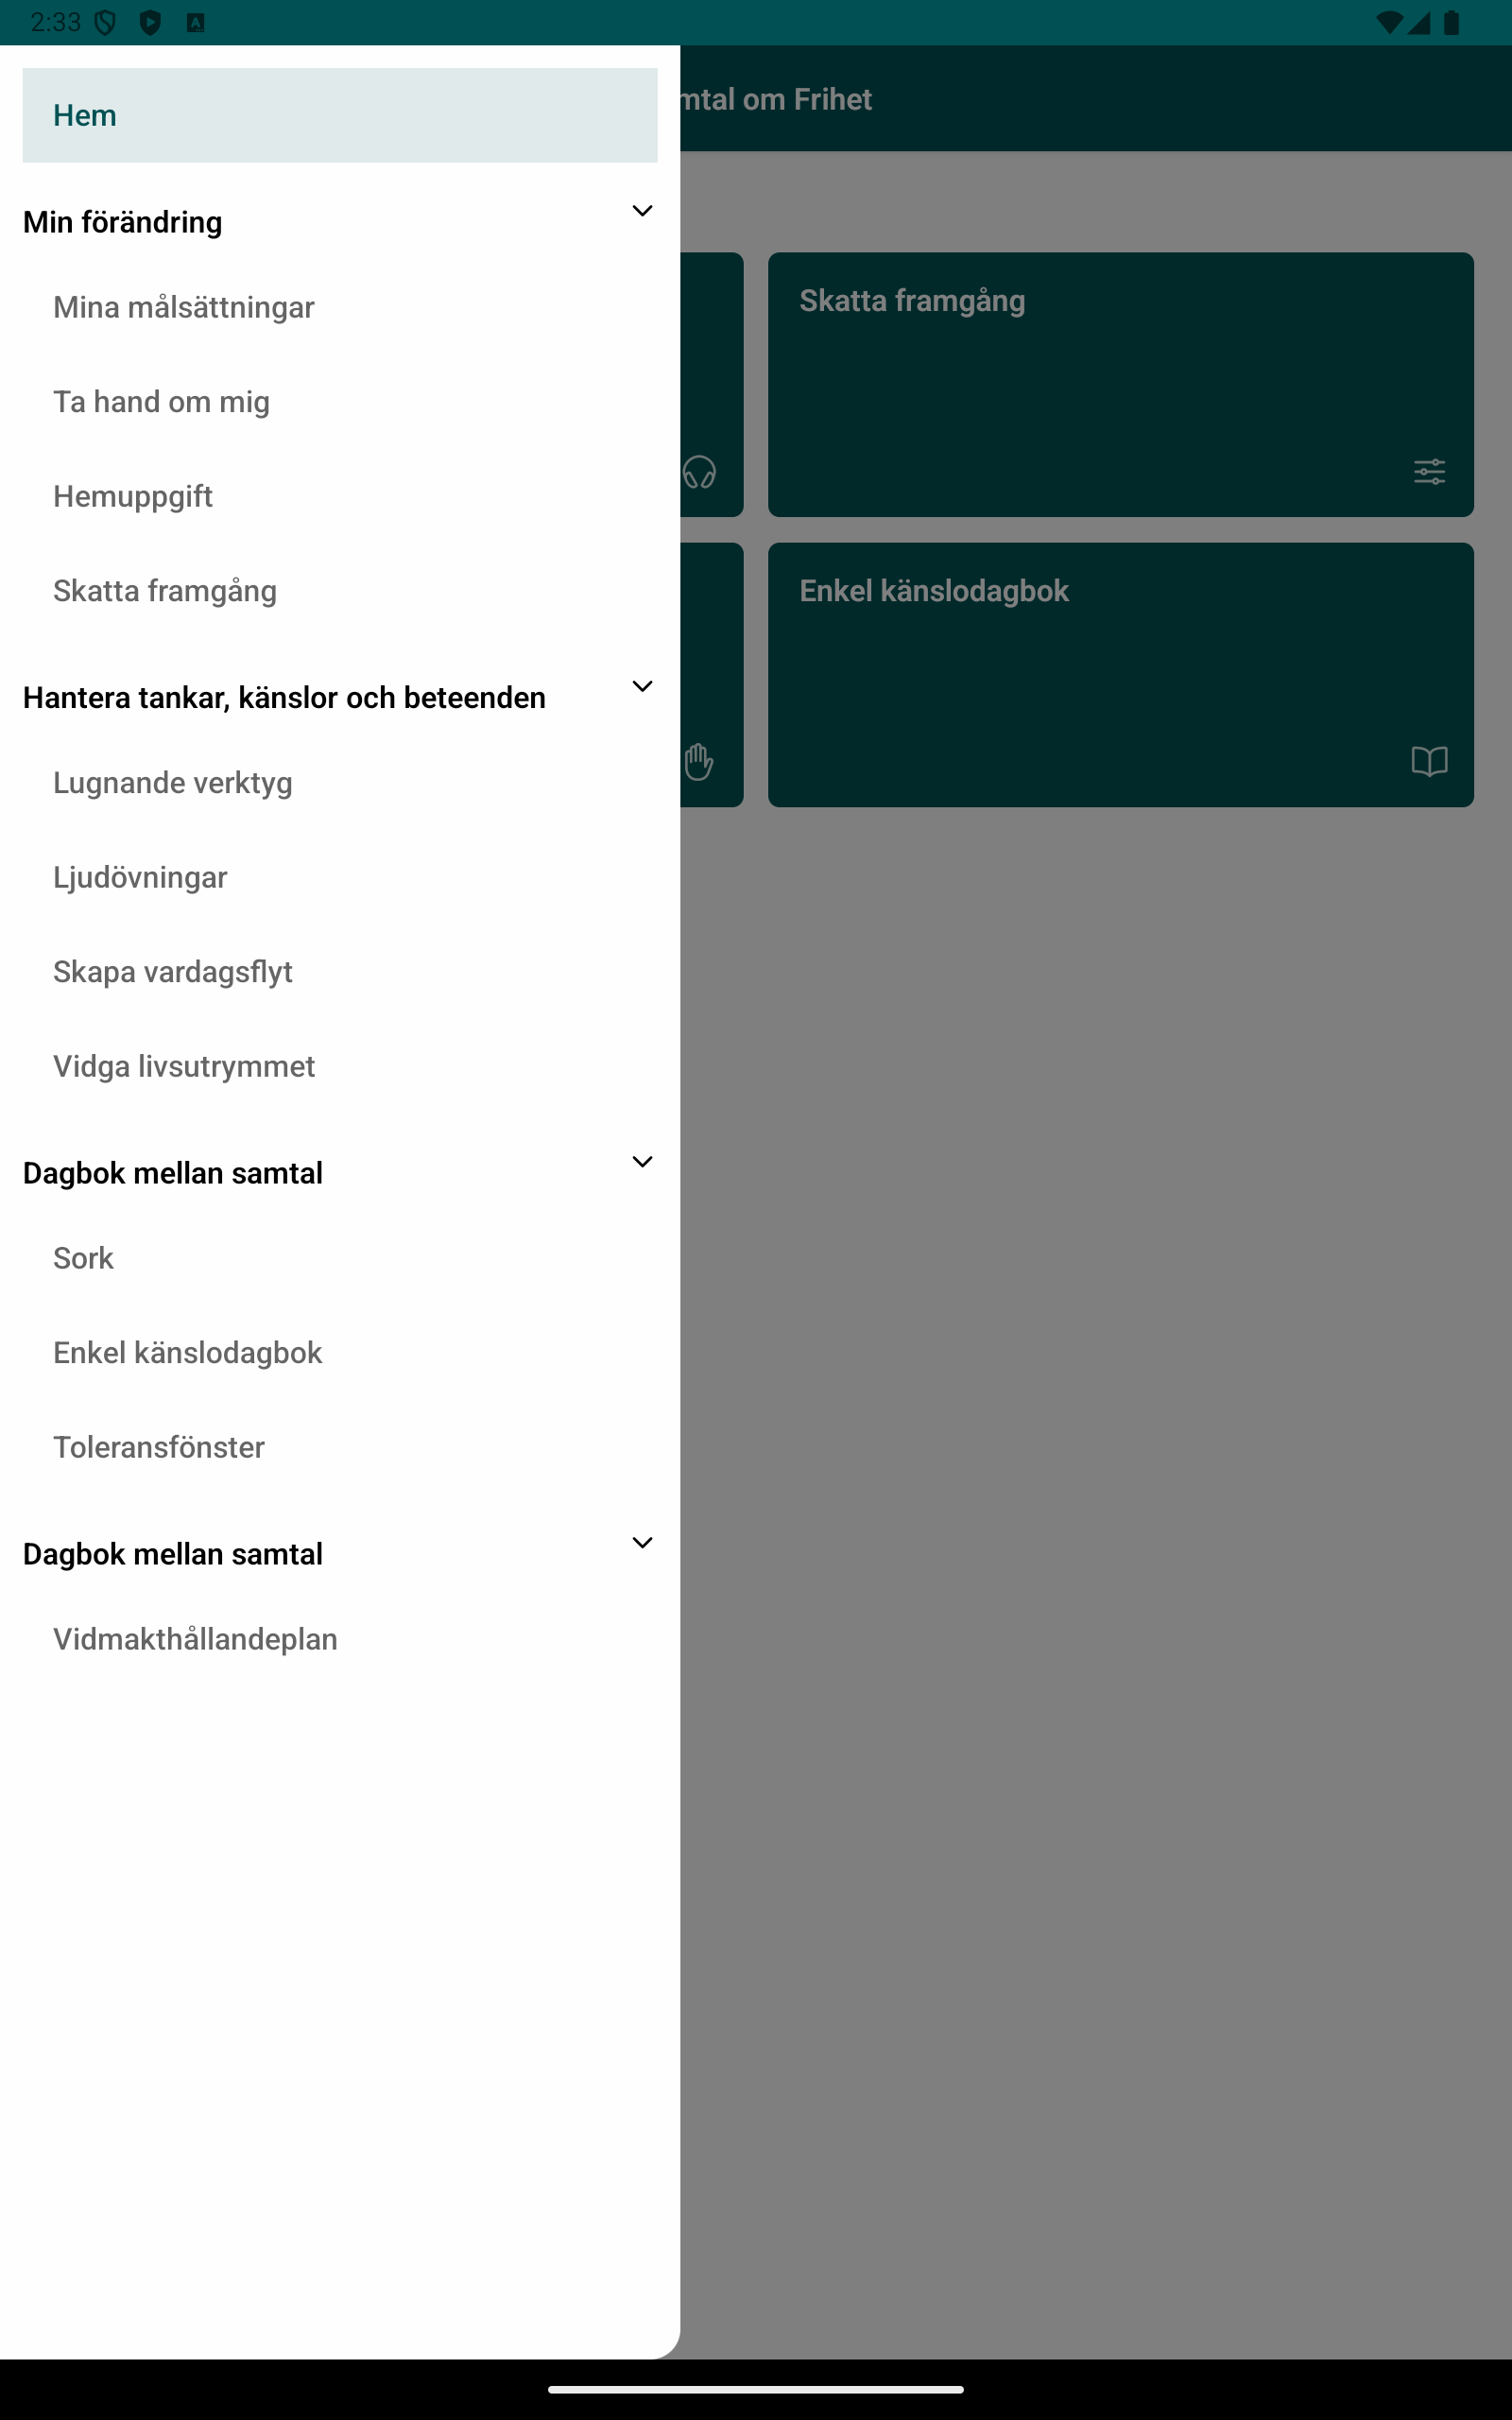 2:33
Hem
mtal om Frihet
Min förändring
Mina målsättningar
Ta hand om mig
Hemuppgift
Skatta framgång
Hantera tankar, känslor och beteenden
Lugnande verktyg
Ljudövningar
Skapa vardagsflyt
Vidga livsutrymmet
Dagbok mellan samtal
Sork
Enkel känslodagbok
Toleransfönster
Dagbok mellan samtal
Vidmakthållandeplan
Skatta framgång
Enkel känslodagbok